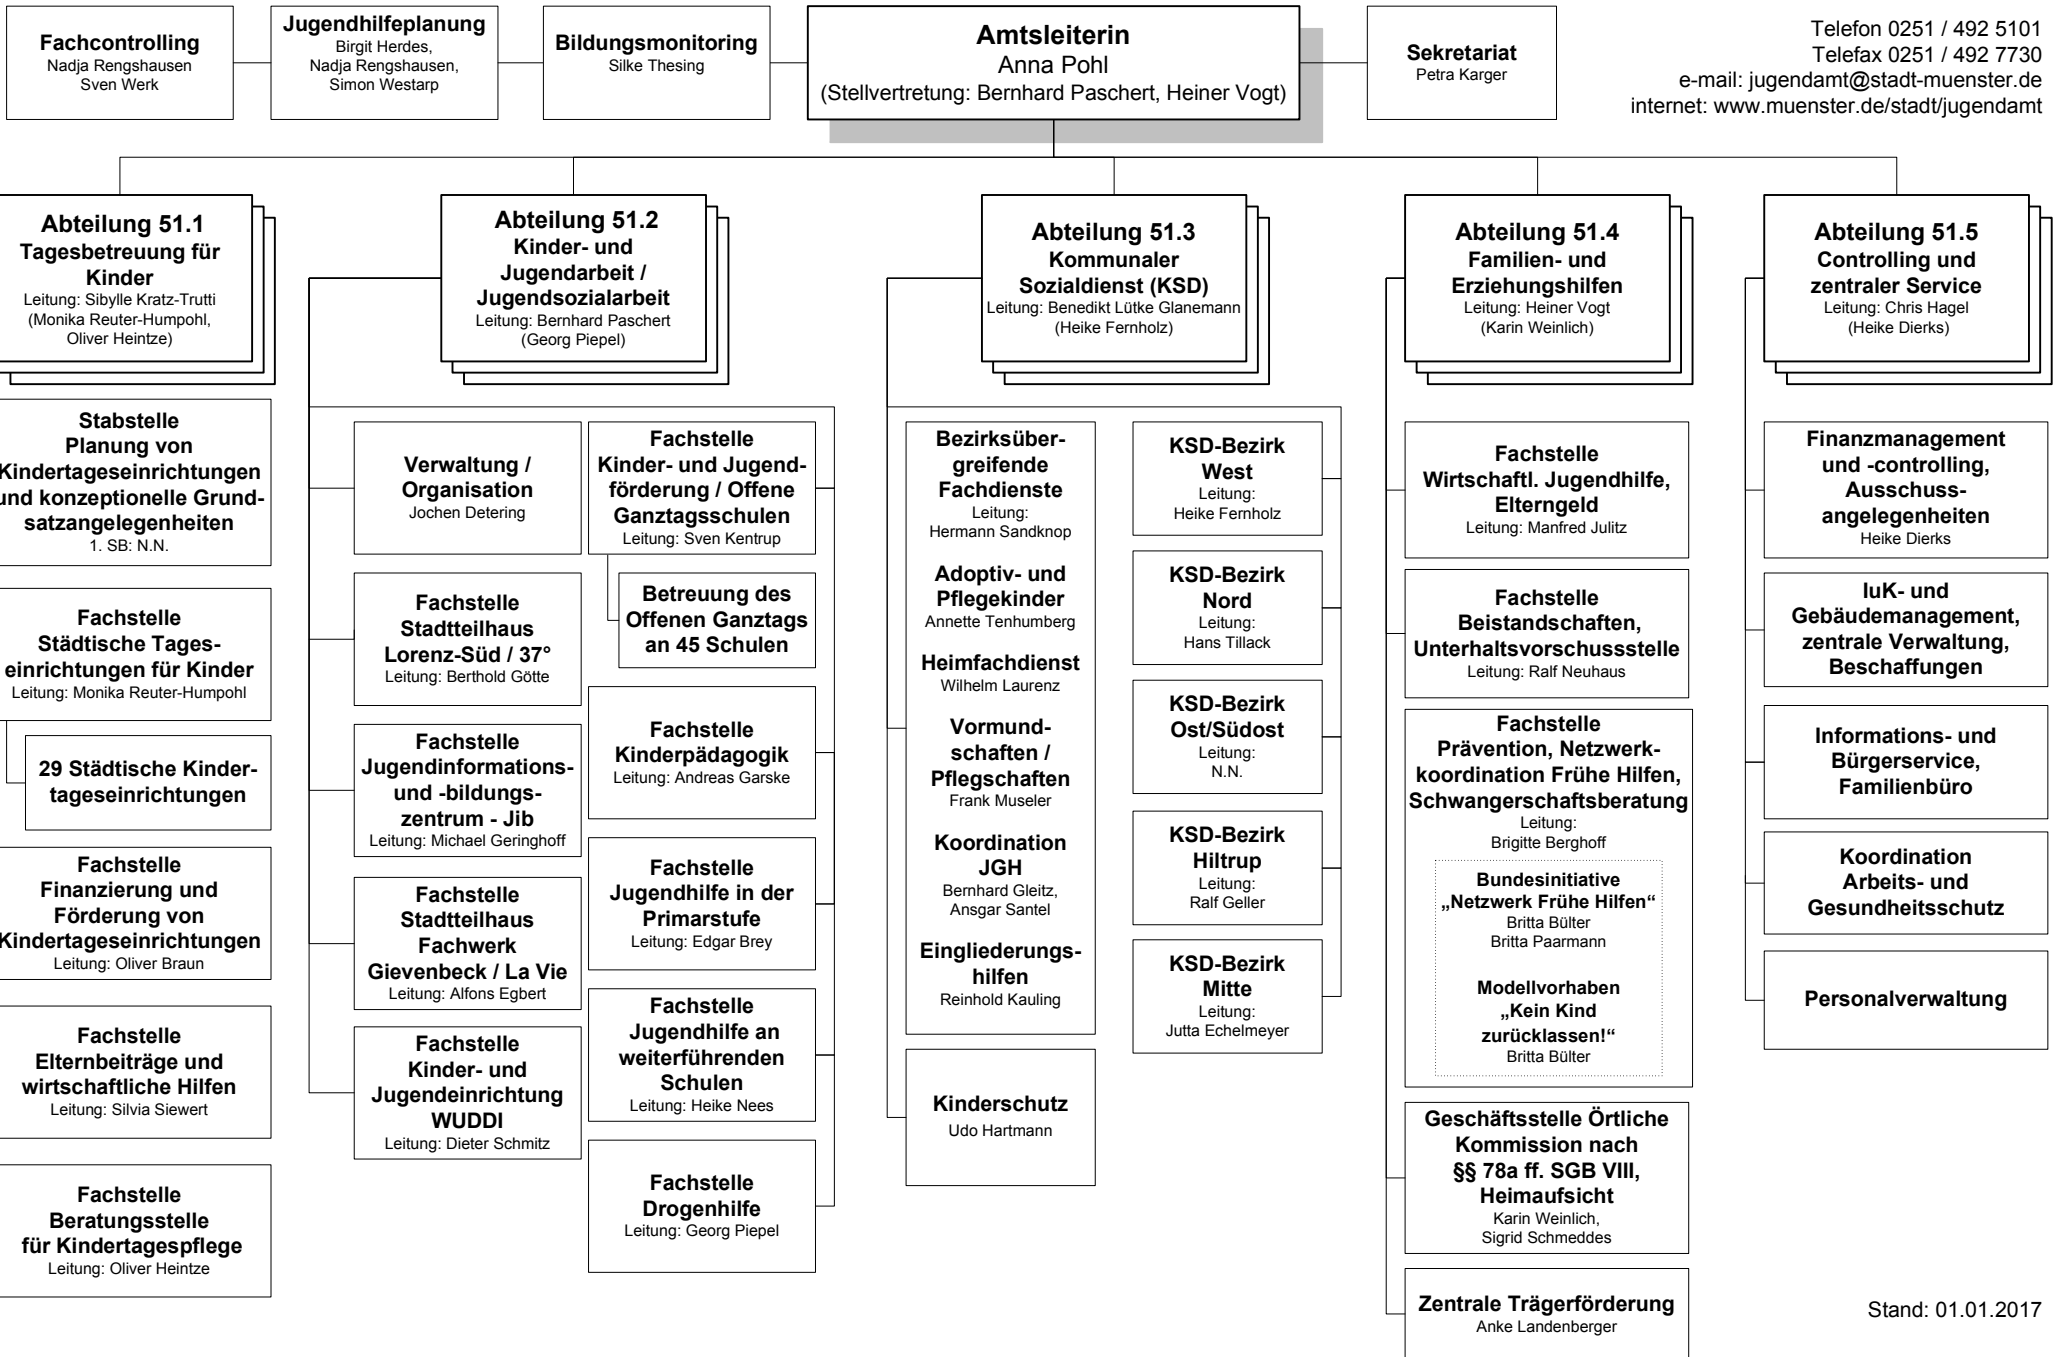 Fachcontrolling
Nadja Rengshausen
Sven Werk
Jugendhilfeplanung
Birgit Herdes,
Nadja Rengshausen,
Simon Westarp
Bildungsmonitoring
Silke Thesing
Amtsleiterin
Anna Pohl
(Stellvertretung: Bernhard Paschert, Heiner Vogt)
Sekretariat
Petra Karger
Telefon 0251 / 492 5101
Telefax 0251 / 492 7730
e-mail: jugendamt@stadt-muenster.de
internet: www.muenster.de/stadt/jugendamt
Abteilung 51.1
Tagesbetreuung für
Kinder
Leitung: Sibylle Kratz-Trutti
(Monika Reuter-Humpohl,
Oliver Heintze)
Stabstelle
Planung von
Kindertageseinrichtungen
und konzeptionelle Grund-
satzangelegenheiten
1. SB: N.N.
Fachstelle
Städtische Tages-
einrichtungen für Kinder
Leitung: Monika Reuter-Humpohl
29 Städtische Kinder-
tageseinrichtungen
Fachstelle
Finanzierung und
Förderung von
Kindertageseinrichtungen
Leitung: Oliver Braun
Fachstelle
Elternbeiträge und
wirtschaftliche Hilfen
Leitung: Silvia Siewert
Fachstelle
Beratungsstelle
für Kindertagespflege
Leitung: Oliver Heintze
Abteilung 51.2
Kinder- und
Jugendarbeit /
Jugendsozialarbeit
Leitung: Bernhard Paschert
(Georg Piepel)
Verwaltung /
Organisation
Jochen Detering
Fachstelle
Stadtteilhaus
Lorenz-Süd / 37°
Leitung: Berthold Götte
Fachstelle
Jugendinformations-
und -bildungs-
zentrum - Jib
Leitung: Michael Geringhoff
Fachstelle
Stadtteilhaus
Fachwerk
Gievenbeck / La Vie
Leitung: Alfons Egbert
Fachstelle
Kinder- und
Jugendeinrichtung
WUDDI
Leitung: Dieter Schmitz
Fachstelle
Kinder- und Jugend-
förderung / Offene
Ganztagsschulen
Leitung: Sven Kentrup
Betreuung des
Offenen Ganztags
an 45 Schulen
Fachstelle
Kinderpädagogik
Leitung: Andreas Garske
Fachstelle
Jugendhilfe in der
Primarstufe
Leitung: Edgar Brey
Fachstelle
Jugendhilfe an
weiterführenden
Schulen
Leitung: Heike Nees
Fachstelle
Drogenhilfe
Leitung: Georg Piepel
Abteilung 51.3
Kommunaler
Sozialdienst (KSD)
Leitung: Benedikt Lütke Glanemann
(Heike Fernholz)
Bezirksüber-
greifende
Fachdienste
Leitung:
Hermann Sandknop
Adoptiv- und
Pflegekinder
Annette Tenhumberg
Heimfachdienst
Wilhelm Laurenz
Vormund-
schaften /
Pflegschaften
Frank Museler
Koordination
JGH
Bernhard Gleitz,
Ansgar Santel
Eingliederungs-
hilfen
Reinhold Kauling
Kinderschutz
Udo Hartmann
KSD-Bezirk
West
Leitung:
Heike Fernholz
KSD-Bezirk
Nord
Leitung:
Hans Tillack
KSD-Bezirk
Ost/Südost
Leitung:
N.N.
KSD-Bezirk
Hiltrup
Leitung:
Ralf Geller
KSD-Bezirk
Mitte
Leitung:
Jutta Echelmeyer
Abteilung 51.4
Familien- und
Erziehungshilfen
Leitung: Heiner Vogt
(Karin Weinlich)
Fachstelle
Wirtschaftl. Jugendhilfe,
Elterngeld
Leitung: Manfred Julitz
Fachstelle
Beistandschaften,
Unterhaltsvorschussstelle
Leitung: Ralf Neuhaus
Fachstelle
Prävention, Netzwerk-
koordination Frühe Hilfen,
Schwangerschaftsberatung
Leitung:
Brigitte Berghoff
Bundesinitiative
„Netzwerk Frühe Hilfen“
Britta Bülter
Britta Paarmann
Modellvorhaben
„Kein Kind
zurücklassen!“
Britta Bülter
Geschäftsstelle Örtliche
Kommission nach
§§ 78a ff. SGB VIII,
Heimaufsicht
Karin Weinlich,
Sigrid Schmeddes
Zentrale Trägerförderung
Anke Landenberger
Abteilung 51.5
Controlling und
zentraler Service
Leitung: Chris Hagel
(Heike Dierks)
Finanzmanagement
und -controlling,
Ausschuss-
angelegenheiten
Heike Dierks
IuK- und
Gebäudemanagement,
zentrale Verwaltung,
Beschaffungen
Informations- und
Bürgerservice,
Familienbüro
Koordination
Arbeits- und
Gesundheitsschutz
Personalverwaltung
Stand: 01.01.2017